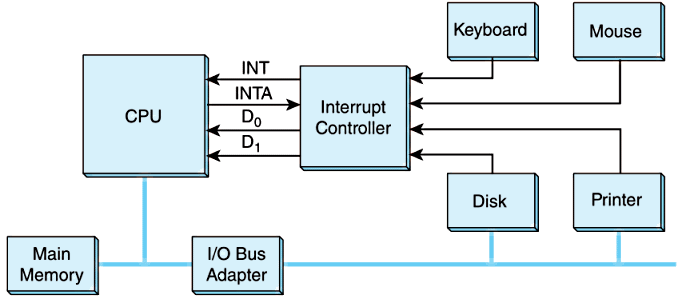 Keyboard
Mouse
INT
INTA
CPU
Interrupt
Controller
D0
D1
Disk
Printer
Main
Memory
I/O Bus
Adapter